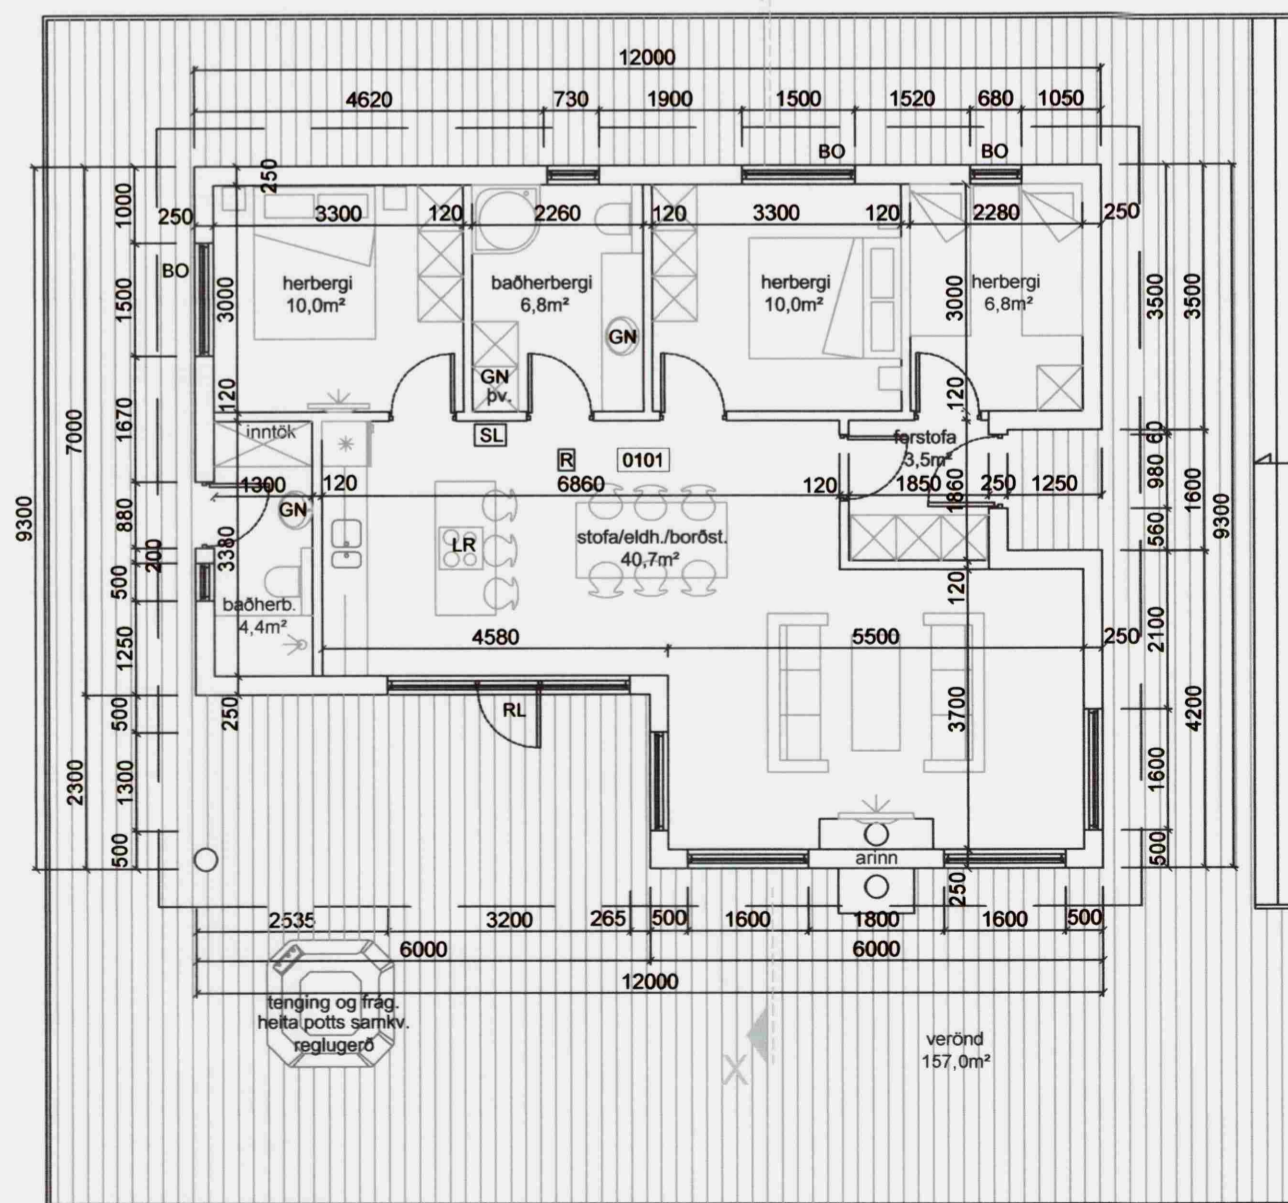 12000
4620 730 1900 1500 1520 680 1050
BO BO
250
250 3300 120 2260 120 3300 120 2280 250
1000
1500
1670
880
200
500
1250
500
1300
500
7000
2300
9300
BO
3000
120
herbergi
10,0m²
baðherbergi
6,8m²
herbergi
10,0m²
herbergi
6,8m²
3000
120
GN
GN
þv.
3500
3500
60
980
1600
560
9300
2100
4200
1600
500
inntök
SL
R
0101
forstofa
3,5m²
1300 120 6860 120 1850 250 1250
1860
GN
3380
LR
stofa/eldh./borðst.
40,7m²
baðherb.
4,4m²
120
4580 5500 250
250
RL
3700
arinn
250
2535 3200 265 500 1600 1800 1600 500
6000 6000
12000
tenging og frág.
heita potts samkv.
reglugerð
verönd
157,0m²
X